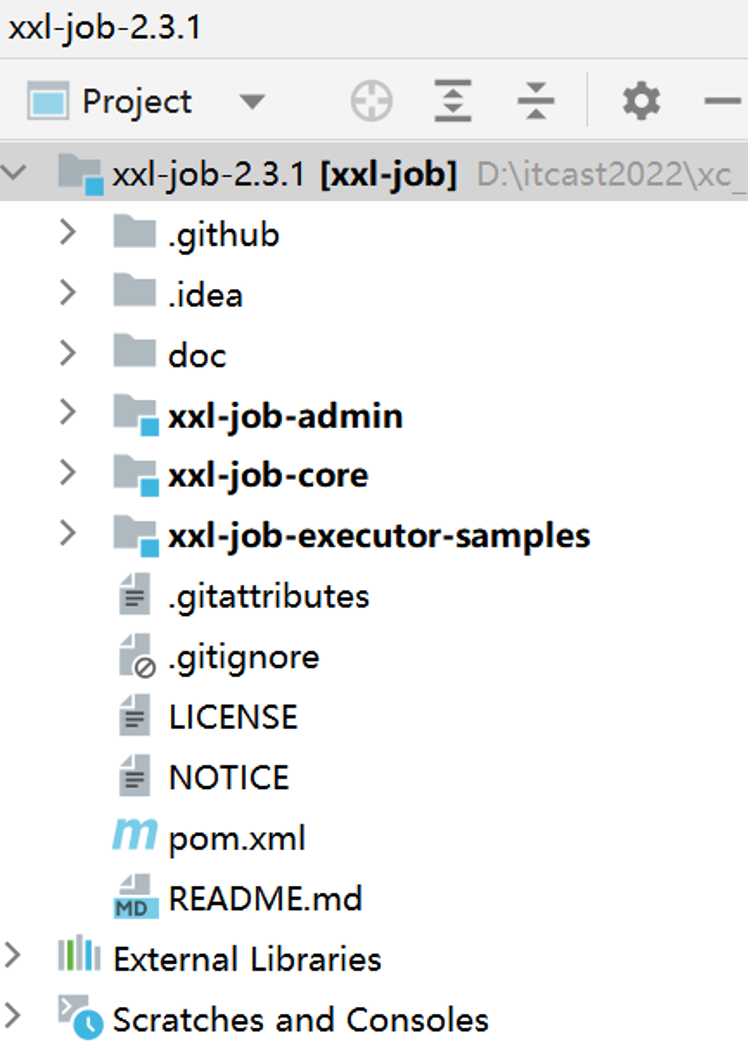 xxl-job-2.3.1
Project
xxl-job-2.3.1 [xxl-job] D:\itcast2022\xc_
.github
.idea
doc
xxl-job-admin
xxl-job-core
xxl-job-executor-samples
.gitattributes
.gitignore
LICENSE
NOTICE
m pom.xml
MD README.md
External Libraries
Scratches and Consoles